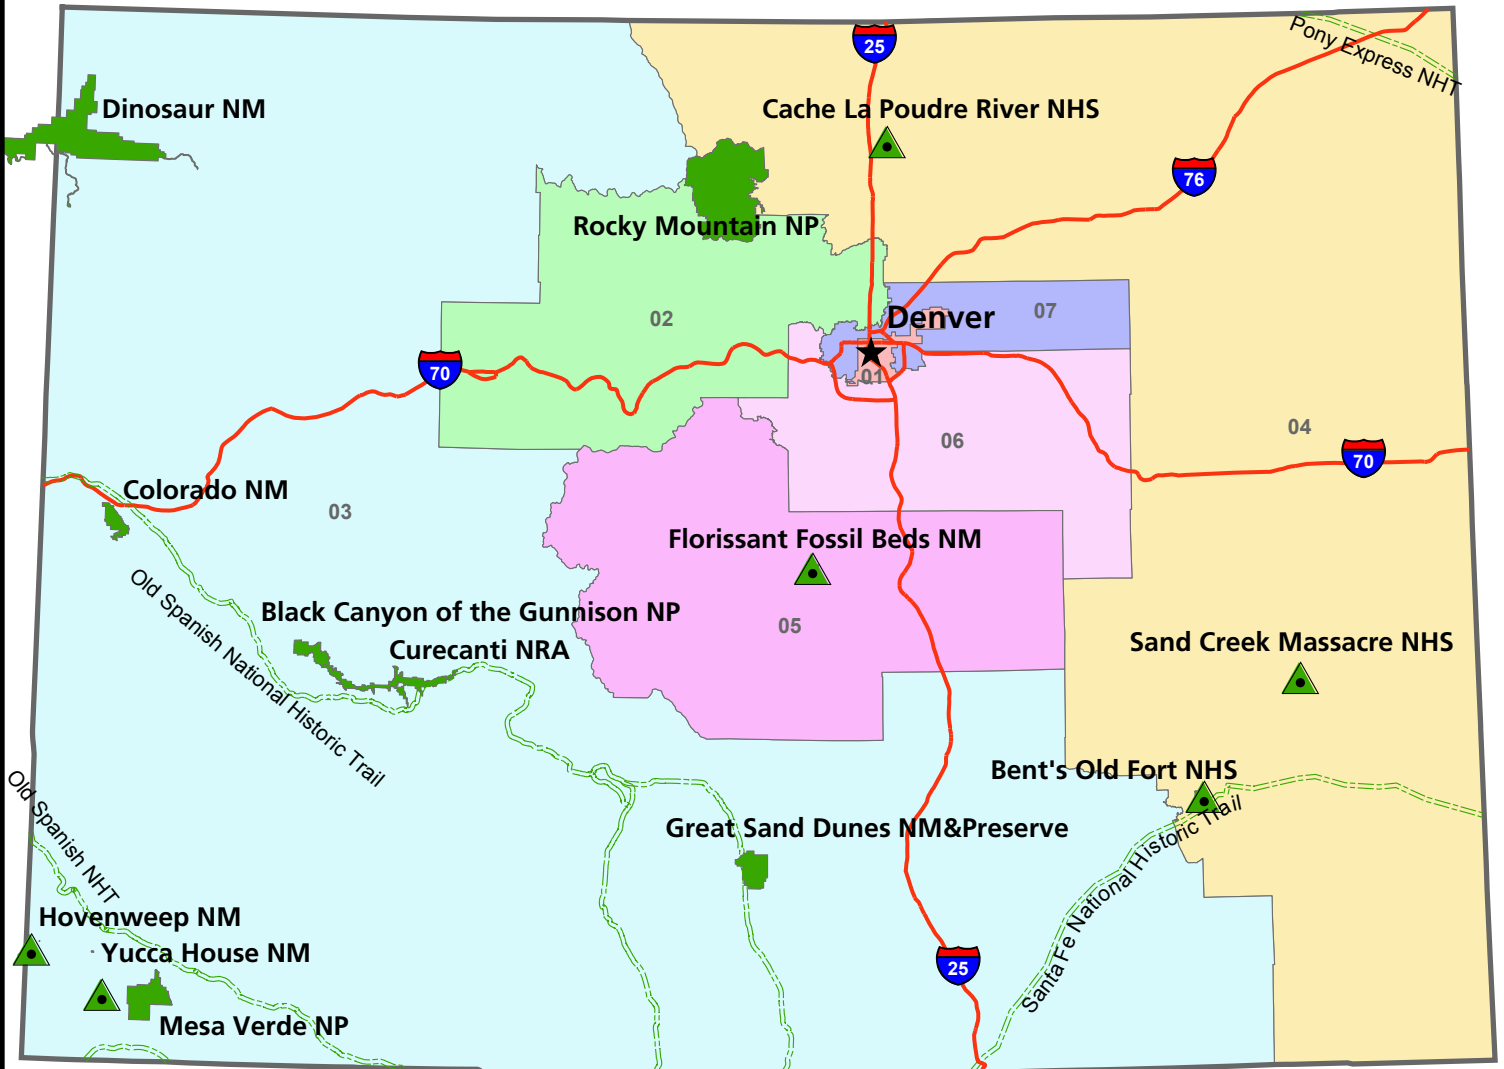 25
Pony Express NHT
Dinosaur NM
Cache La Poudre River NHS
76
Rocky Mountain NP
02
Denver
07
70
01
06
04
70
Colorado NM
03
Florissant Fossil Beds NM
Old Spanish National Historic Trail
Black Canyon of the Gunnison NP
05
Curecanti NRA
Sand Creek Massacre NHS
Bent's Old Fort NHS
Old Spanish NHT
Great Sand Dunes NM&Preserve
Santa Fe National Historic Trail
Hovenweep NM
Yucca House NM
25
Mesa Verde NP